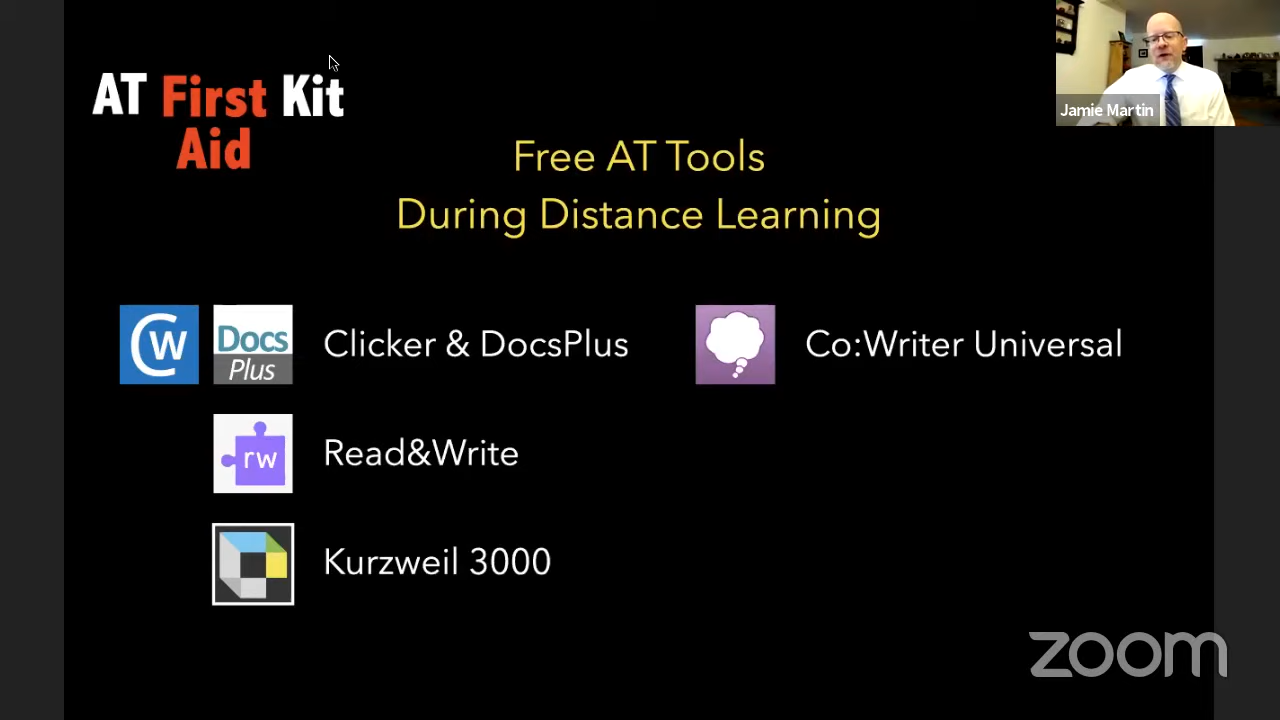 AT First Kit
Aid
Jamie Martin
Free AT Tools
During Distance Learning
CW
Docs
Plus
Clicker & DocsPlus
Co:Writer Universal
rw
Read&Write
Kurzweil 3000
zoom